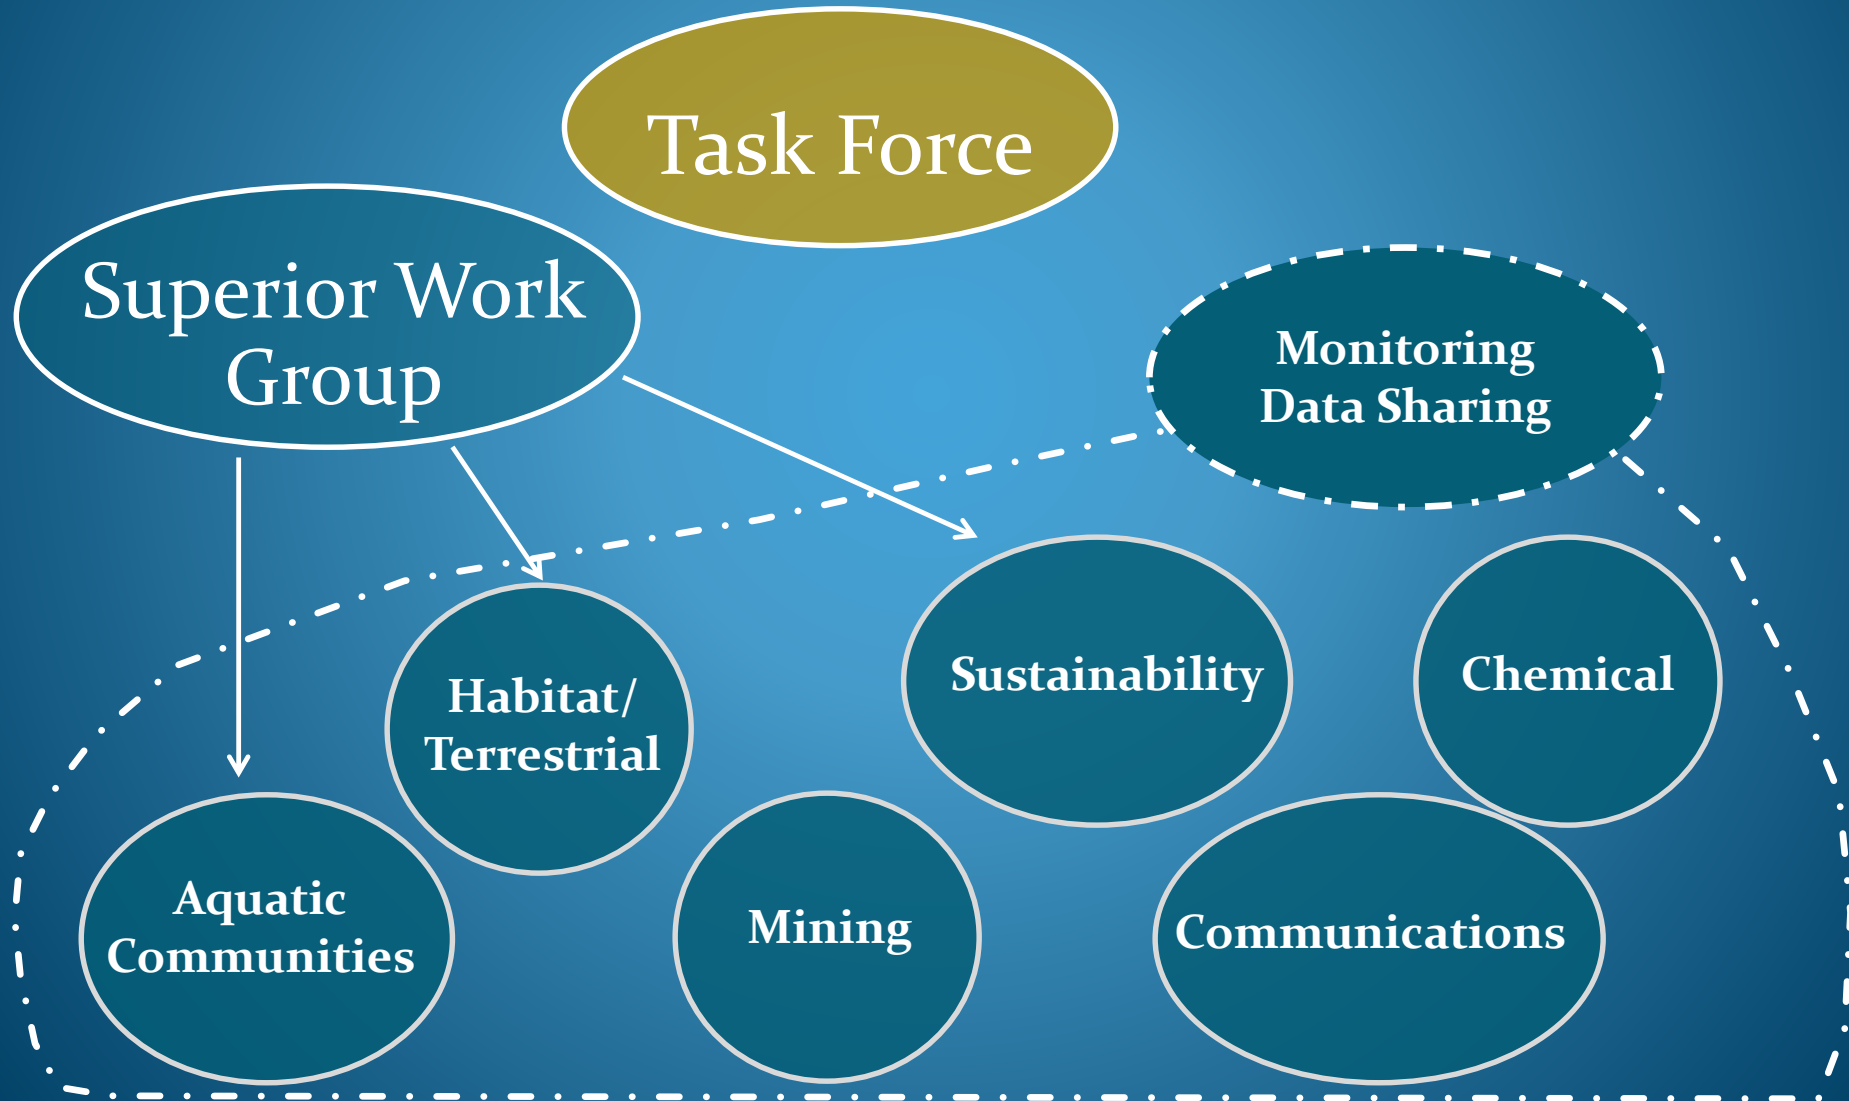 Task Force
Superior Work
Group
Monitoring
Data Sharing
Habitat/
Terrestrial
Sustainability
Chemical
Aquatic
Communities
Mining
Communications